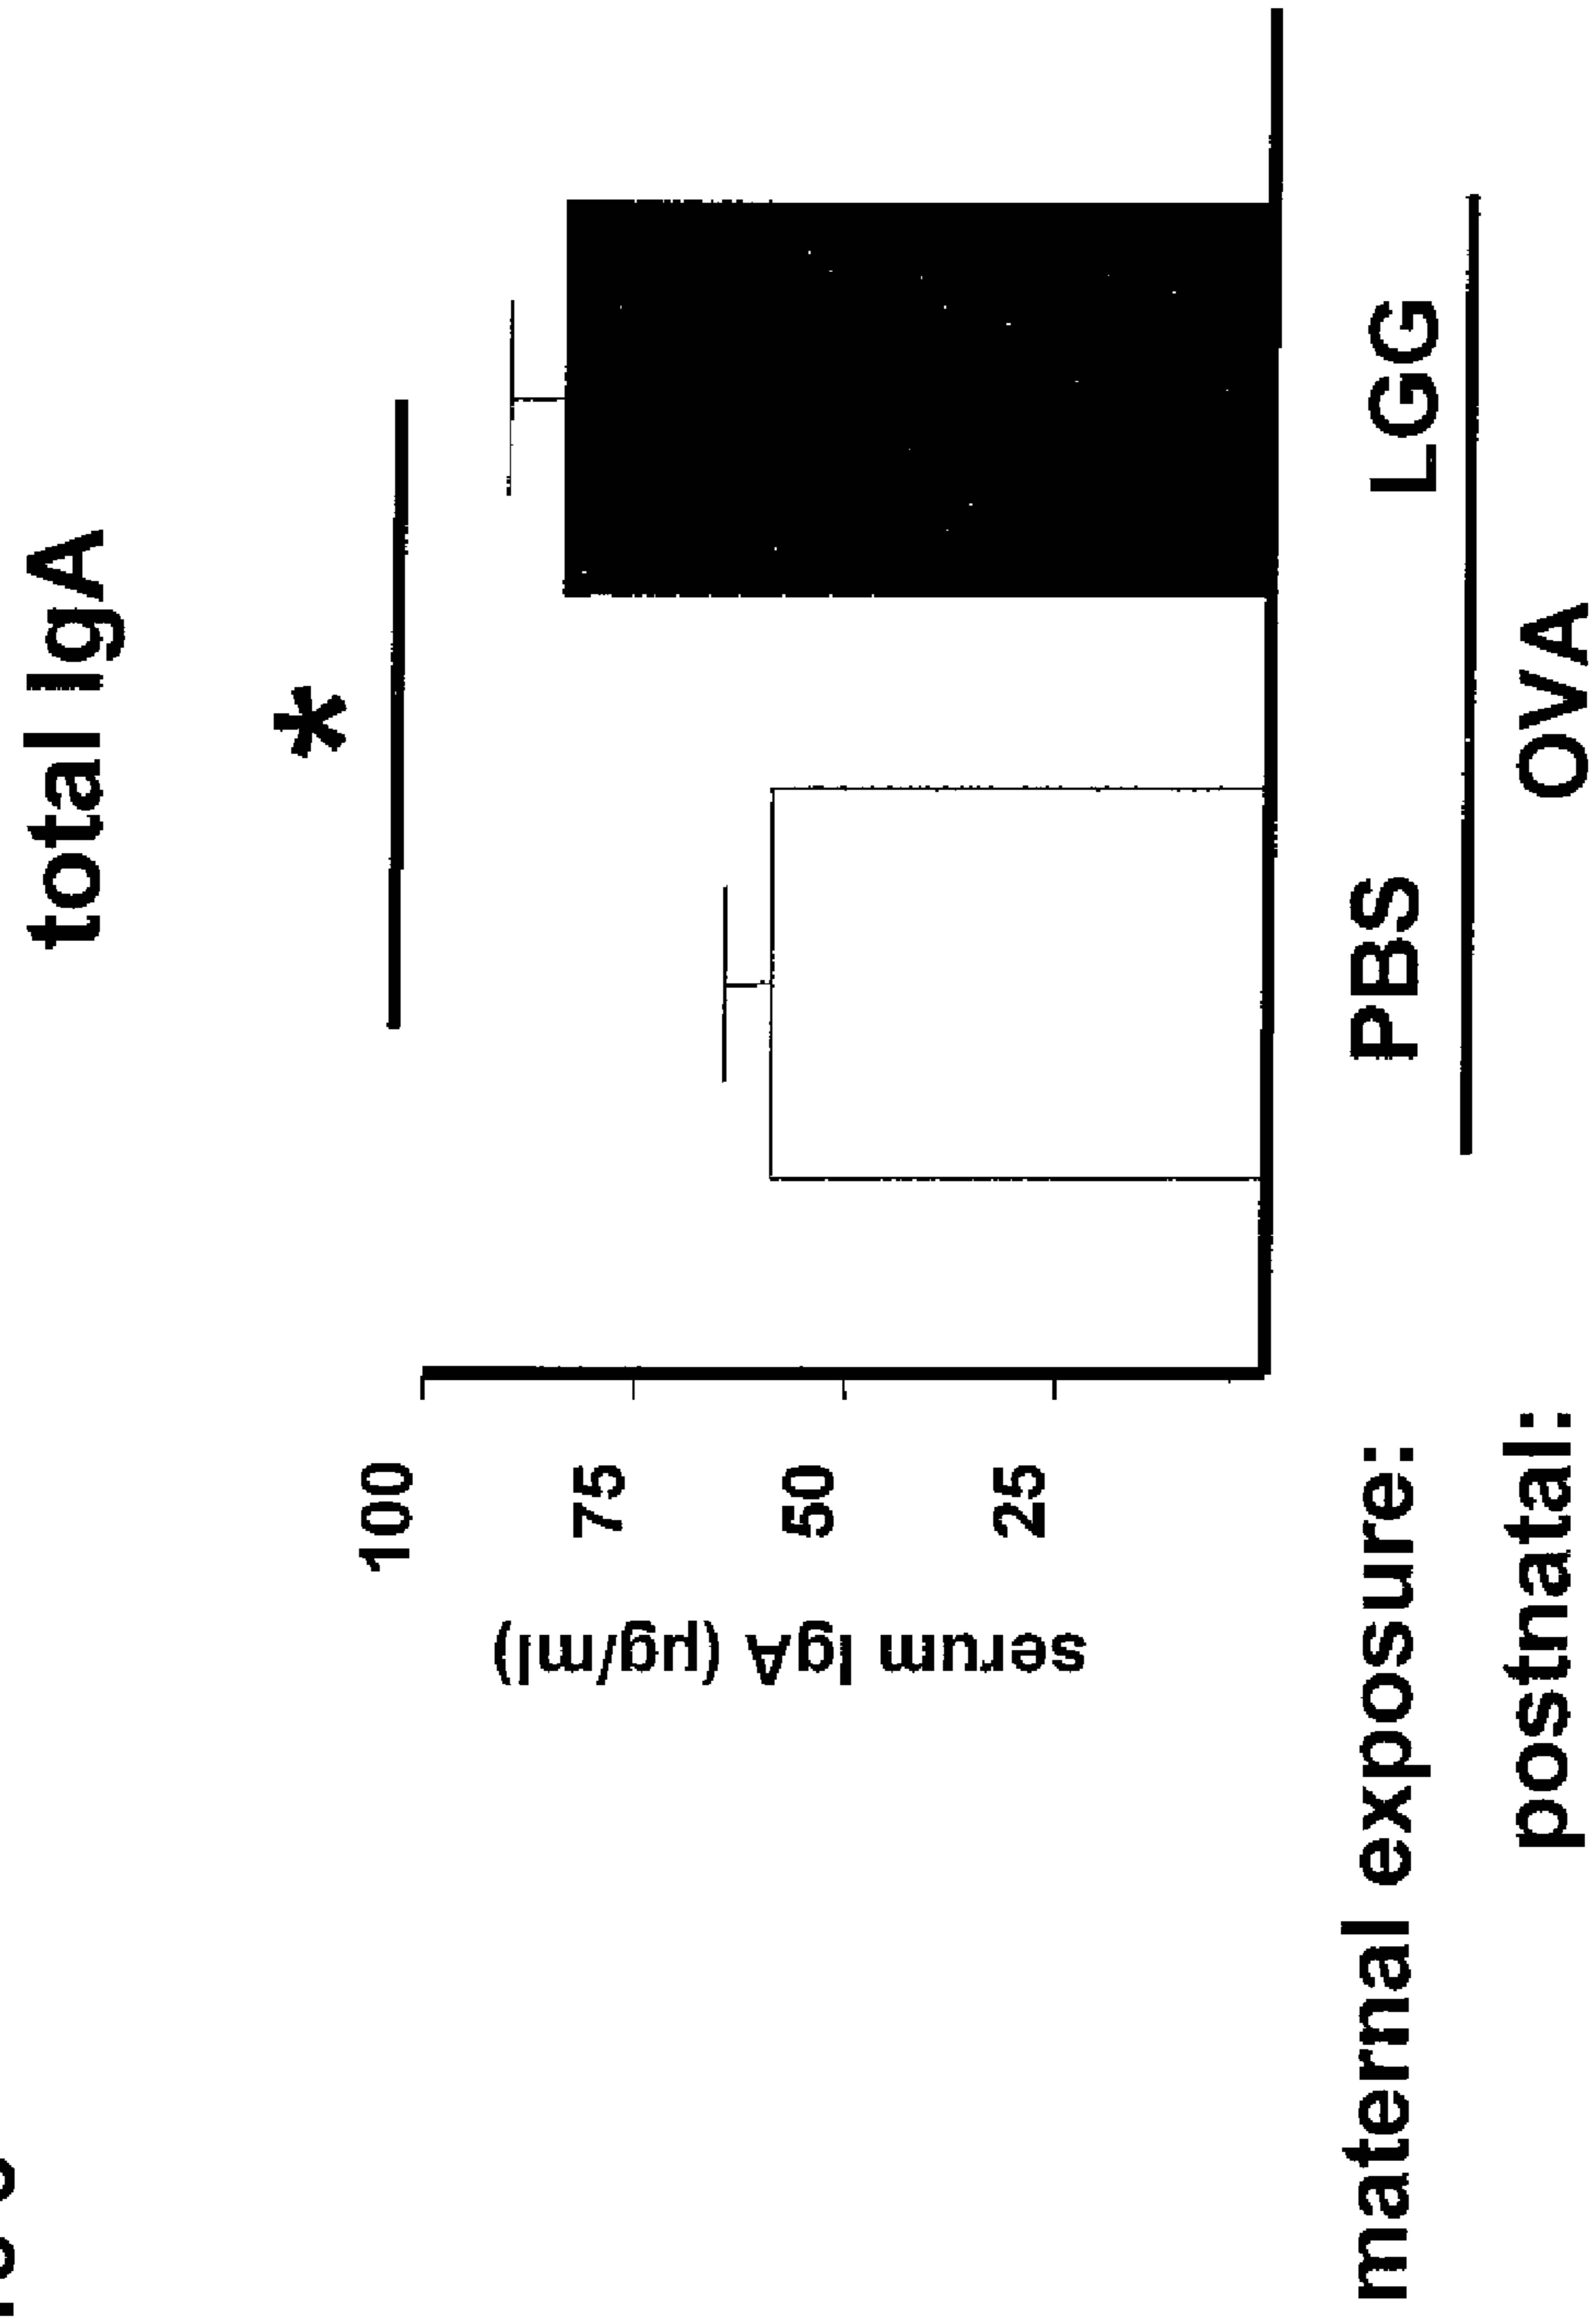 total IgA
*
100
75
50
25
serum IgA (µg/ml)
maternal exposure: PBS LGG
postnatal: OVA